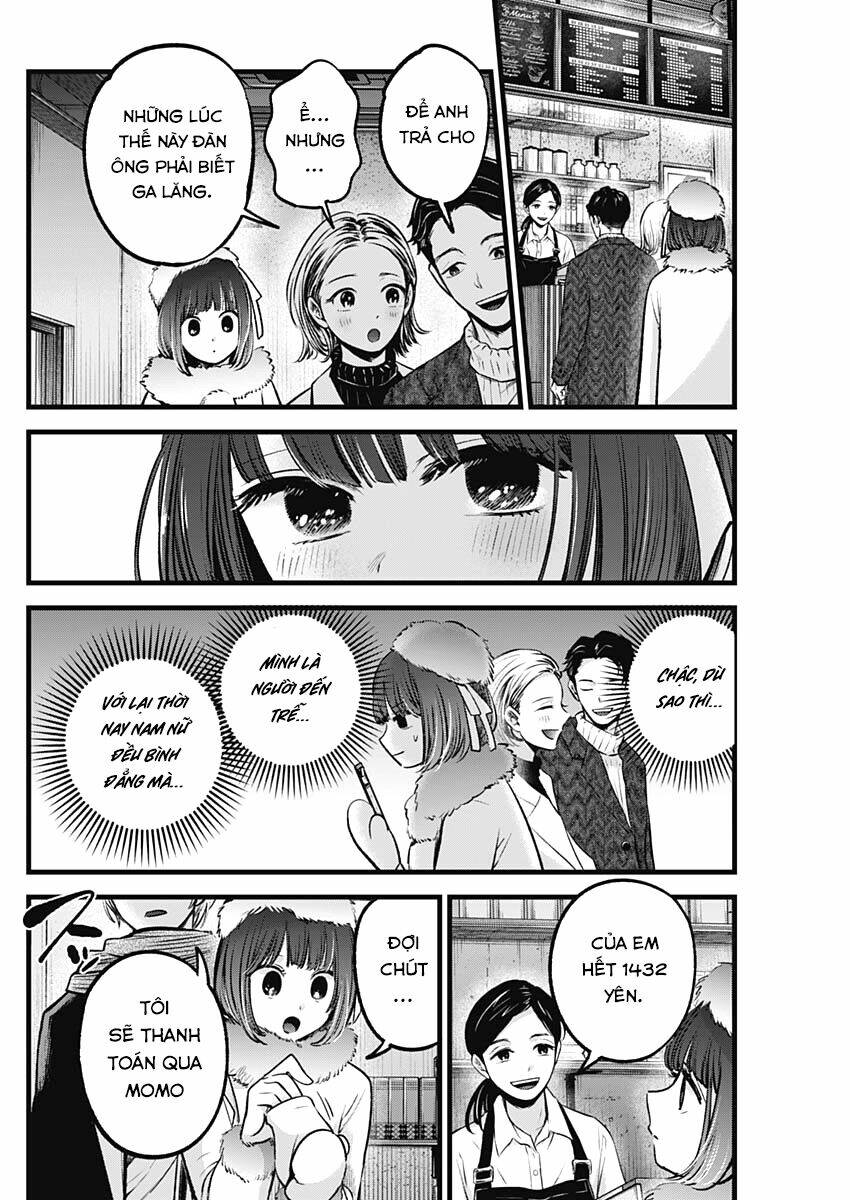 Menu
ĐỂ ANH
TRẢ CHO
Ể...
NHƯNG
...
NHỮNG LÚC
THẾ NÀY ĐÀN
ÔNG PHẢI BIẾT
GA LĂNG.
CHẬC, DÙ
SAO THÌ...
MÌNH LÀ
NGƯỜI ĐẾN
TRỄ...
VỚI LẠI THỜI
NAY NAM NỮ
ĐỀU BÌNH
ĐẲNG MÀ...
CỦA EM
HẾT 1432
YÊN.
ĐỢI
CHÚT
...
TÔI
SẼ THANH
TOÁN QUA
MOMO